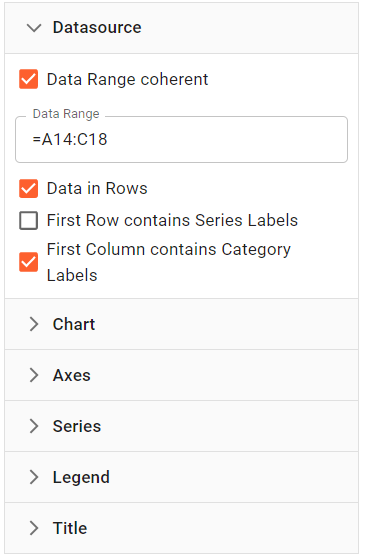 Datasource
Data Range coherent
Data Range
=A14:C18
Data in Rows
First Row contains Series Labels
First Column contains Category
Labels
Chart
Axes
Series
Legend
Title